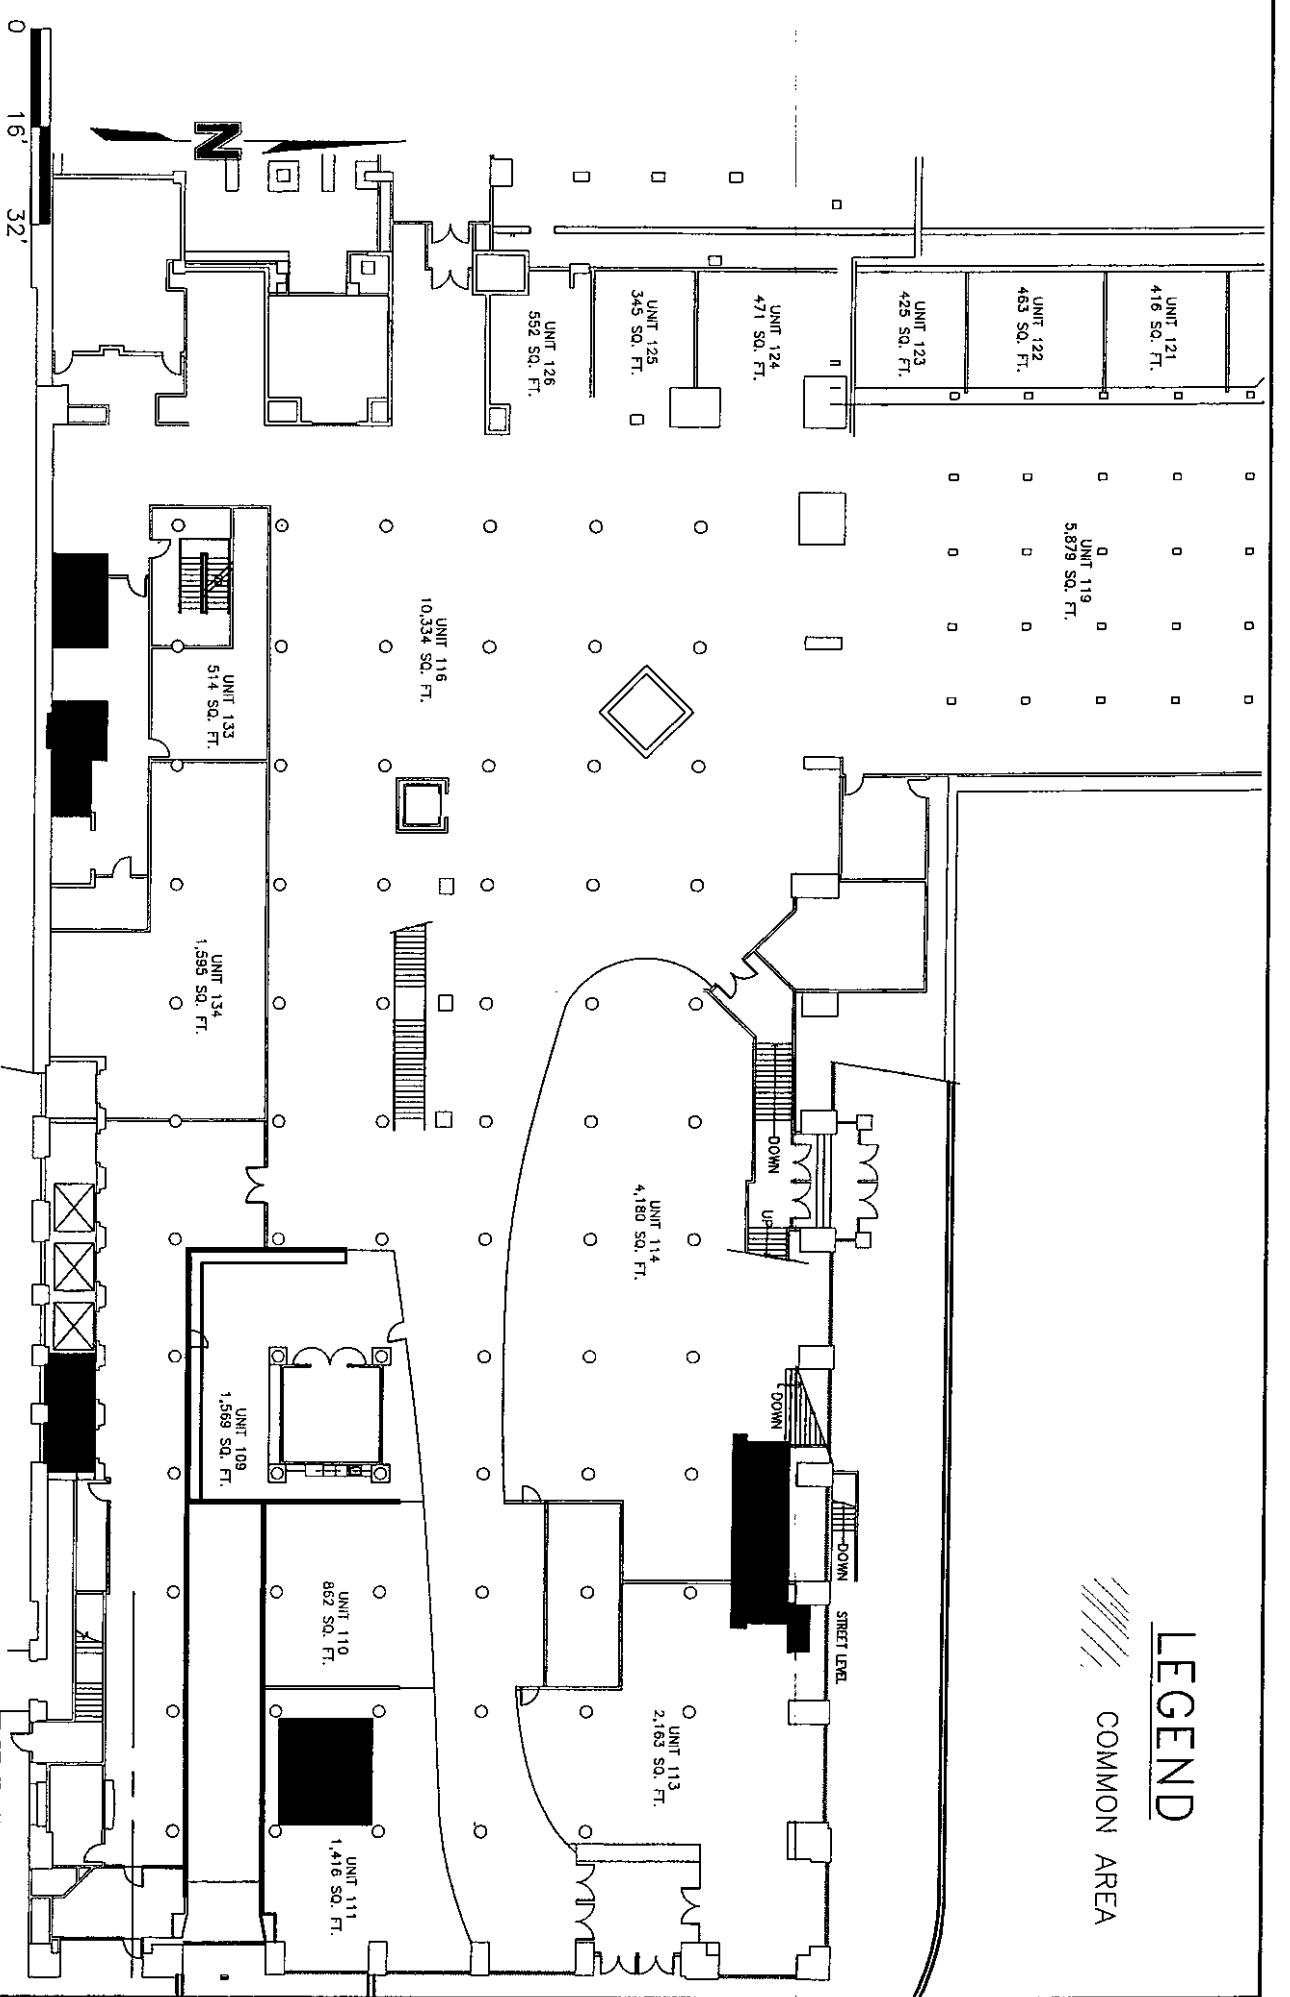 LEGEND
COMMON AREA
0 16' 32'
N
UNIT 121
416 SQ. FT.
UNIT 122
463 SQ. FT.
UNIT 123
425 SQ. FT.
UNIT 124
471 SQ. FT.
UNIT 125
345 SQ. FT.
UNIT 126
552 SQ. FT.
UNIT 119
5,879 SQ. FT.
UNIT 116
10,334 SQ. FT.
UNIT 133
514 SQ. FT.
UNIT 134
1,595 SQ. FT.
UNIT 114
4,180 SQ. FT.
DOWN
UP
DOWN
DOWN
STREET LEVEL
UNIT 109
1,569 SQ. FT.
UNIT 110
862 SQ. FT.
UNIT 113
2,163 SQ. FT.
UNIT 111
1,416 SQ. FT.